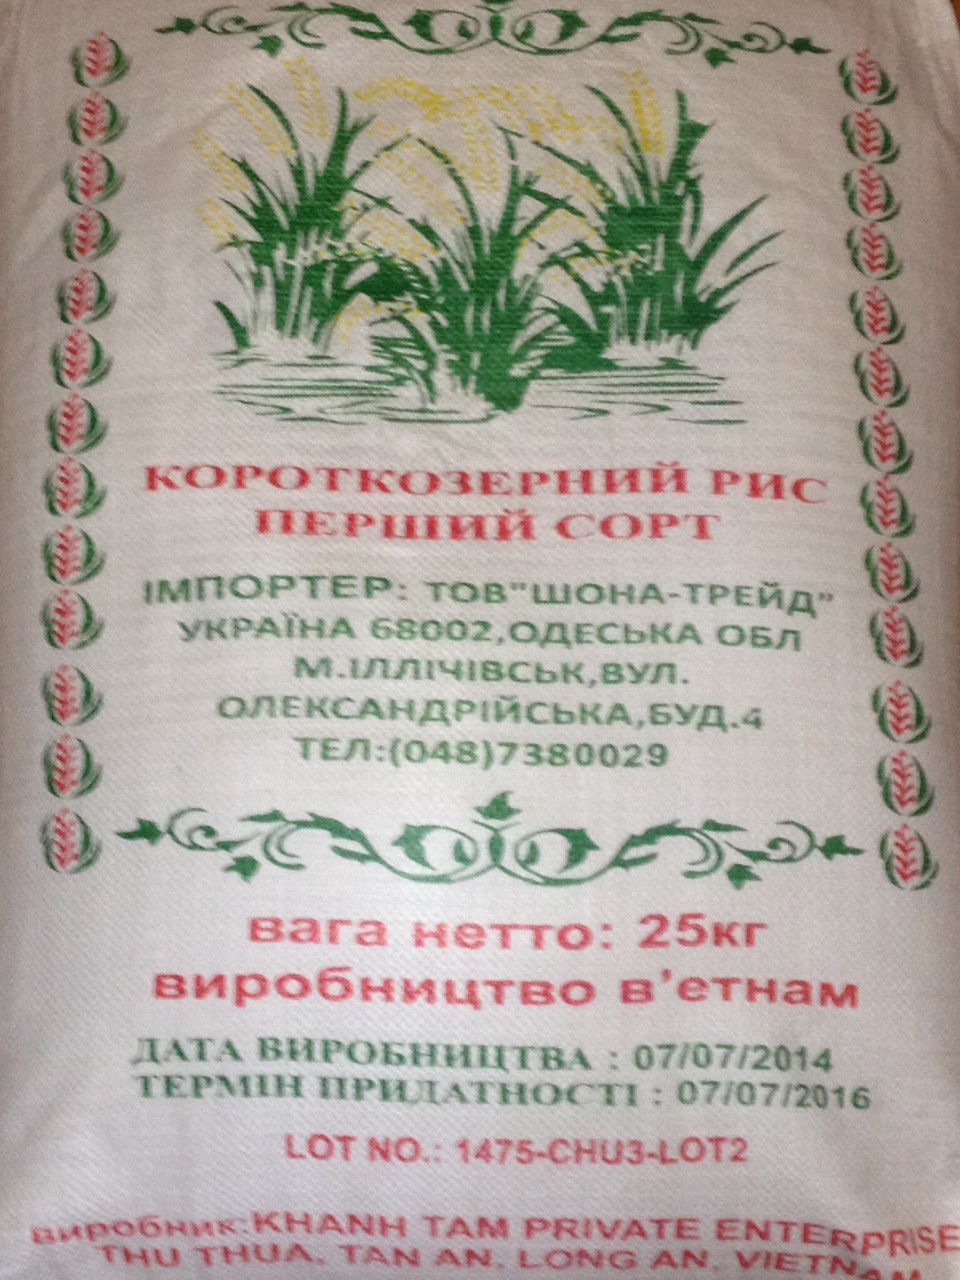 КОРОТКОЗЕРНИЙ РИС
ПЕРШИЙ СОРТ
ІМПОРТЕР: ТОВ"ШОНА-ТРЕЙД"
УКРАЇНА 68002,ОДЕСЬКА ОБЛ
М.ІЛЛІЧІВСЬК,ВУЛ.
ОЛЕКСАНДРІЙСЬКА,БУД.4
ТЕЛ:(048)7380029
вага нетто: 25кг
виробництво в'етнам
ДАТА ВИРОБНИЦТВА : 07/07/2014
ТЕРМІН ПРИДАТНОСТІ : 07/07/2016
LOT NO.: 1475-CHU3-LOT2
виробник:KHANH TAM PRIVATE ENTERPRISE
THU THUA, TAN AN, LONG AN, VIETNAM